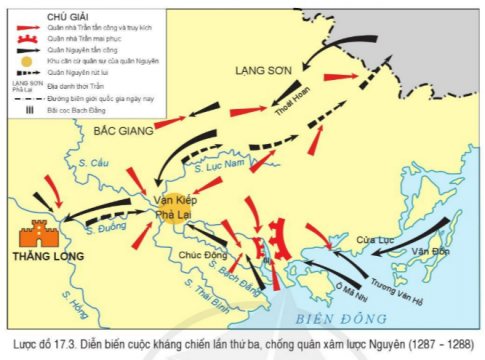 CHÚ GIẢI
Quân nhà Trần tấn công và truy kích
Quân nhà Trần mai phục
Quân Nguyên tấn công
Khu căn cứ quân sự của quân Nguyên
Quân Nguyên rút lui
LẠNG SƠN
Phả Lại
Địa danh thời Trần
Đường biên giới quốc gia ngày nay
Bãi cọc Bạch Đằng
LẠNG SƠN
Thoát Hoan
BẮC GIANG
S. Cầu
S. Lục Nam
Vạn Kiếp
Phả Lại
S. Đuống
THĂNG LONG
Chúc Động
S. Bạch Đằng
S. Thái Bình
S. Hồng
Cửa Lục
Vân Đồn
Trương Văn Hổ
Ô Mã Nhi
BIỂN ĐÔNG
Lược đồ 17.3. Diễn biến cuộc kháng chiến lần thứ ba, chống quân xâm lược Nguyên (1287 - 1288)